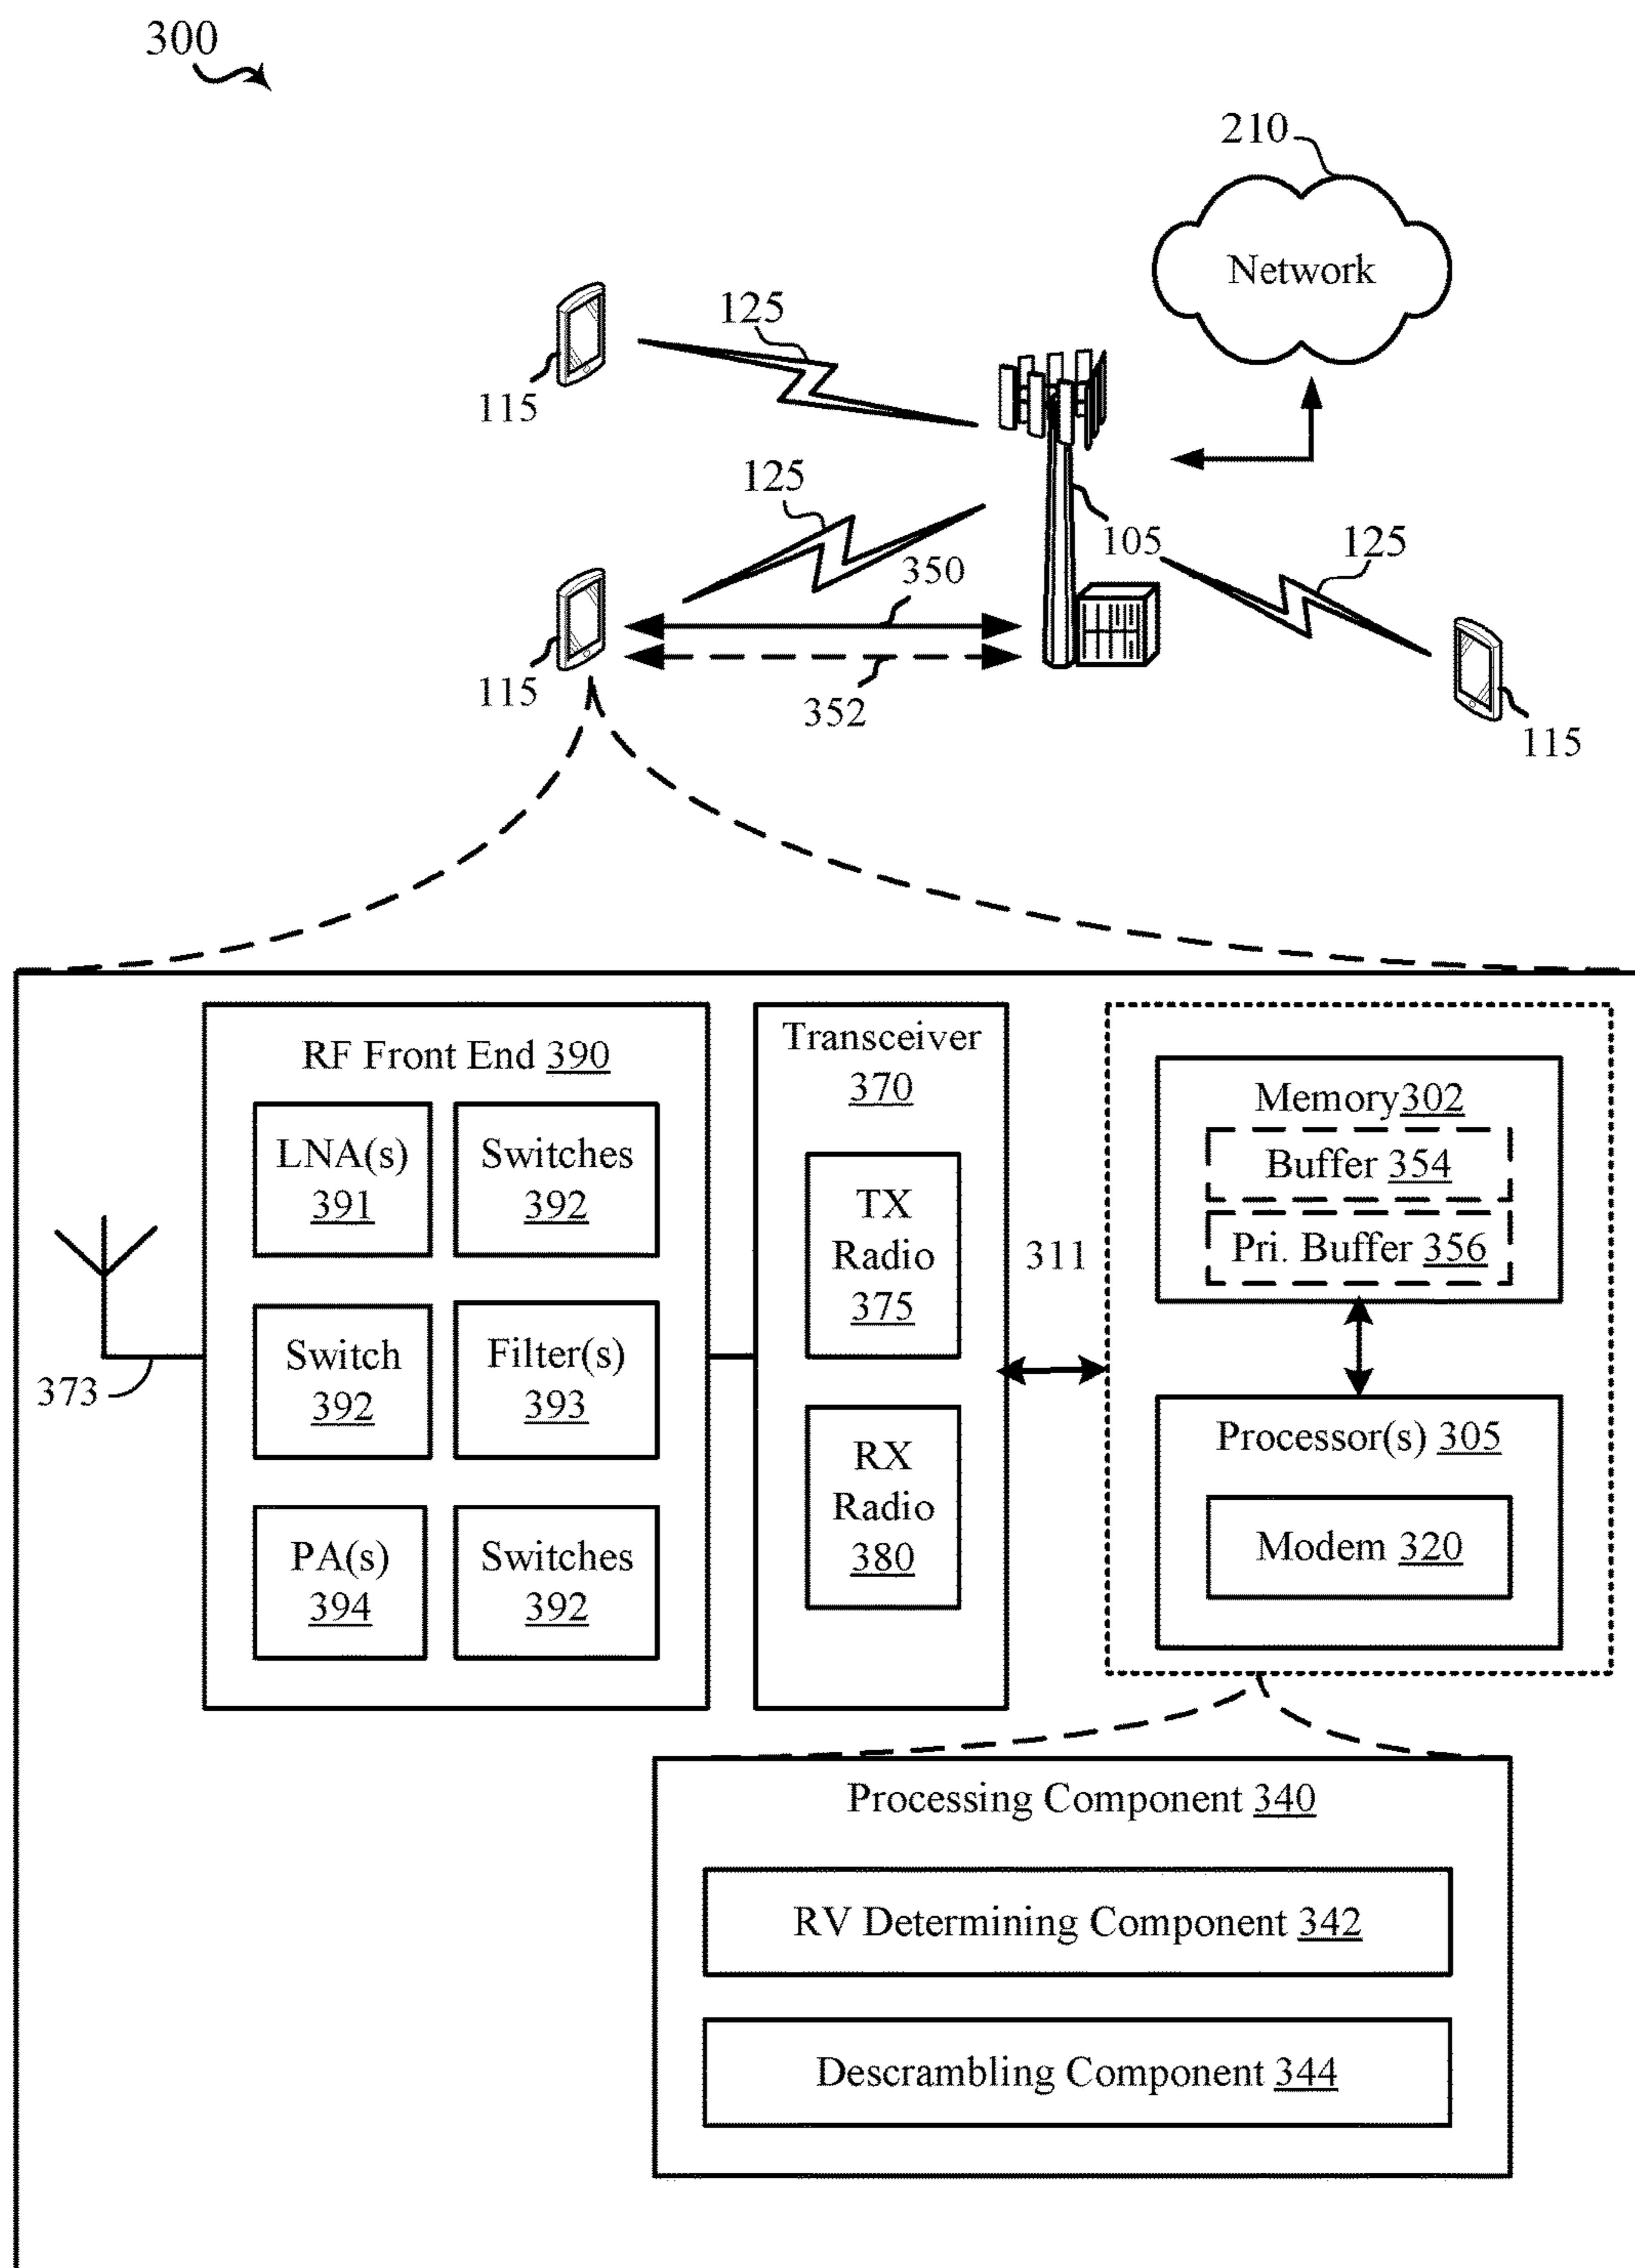 300
210
Network
125
115
125
105
125
350
115
352
115
RF Front End 390
LNA(s)
391
Switches
392
Switch
392
Filter(s)
393
PA(s)
394
Switches
392
373
Transceiver
370
TX
Radio
375
RX
Radio
380
311
Memory302
Buffer 354
Pri. Buffer 356
Processor(s) 305
Modem 320
Processing Component 340
RV Determining Component 342
Descrambling Component 344